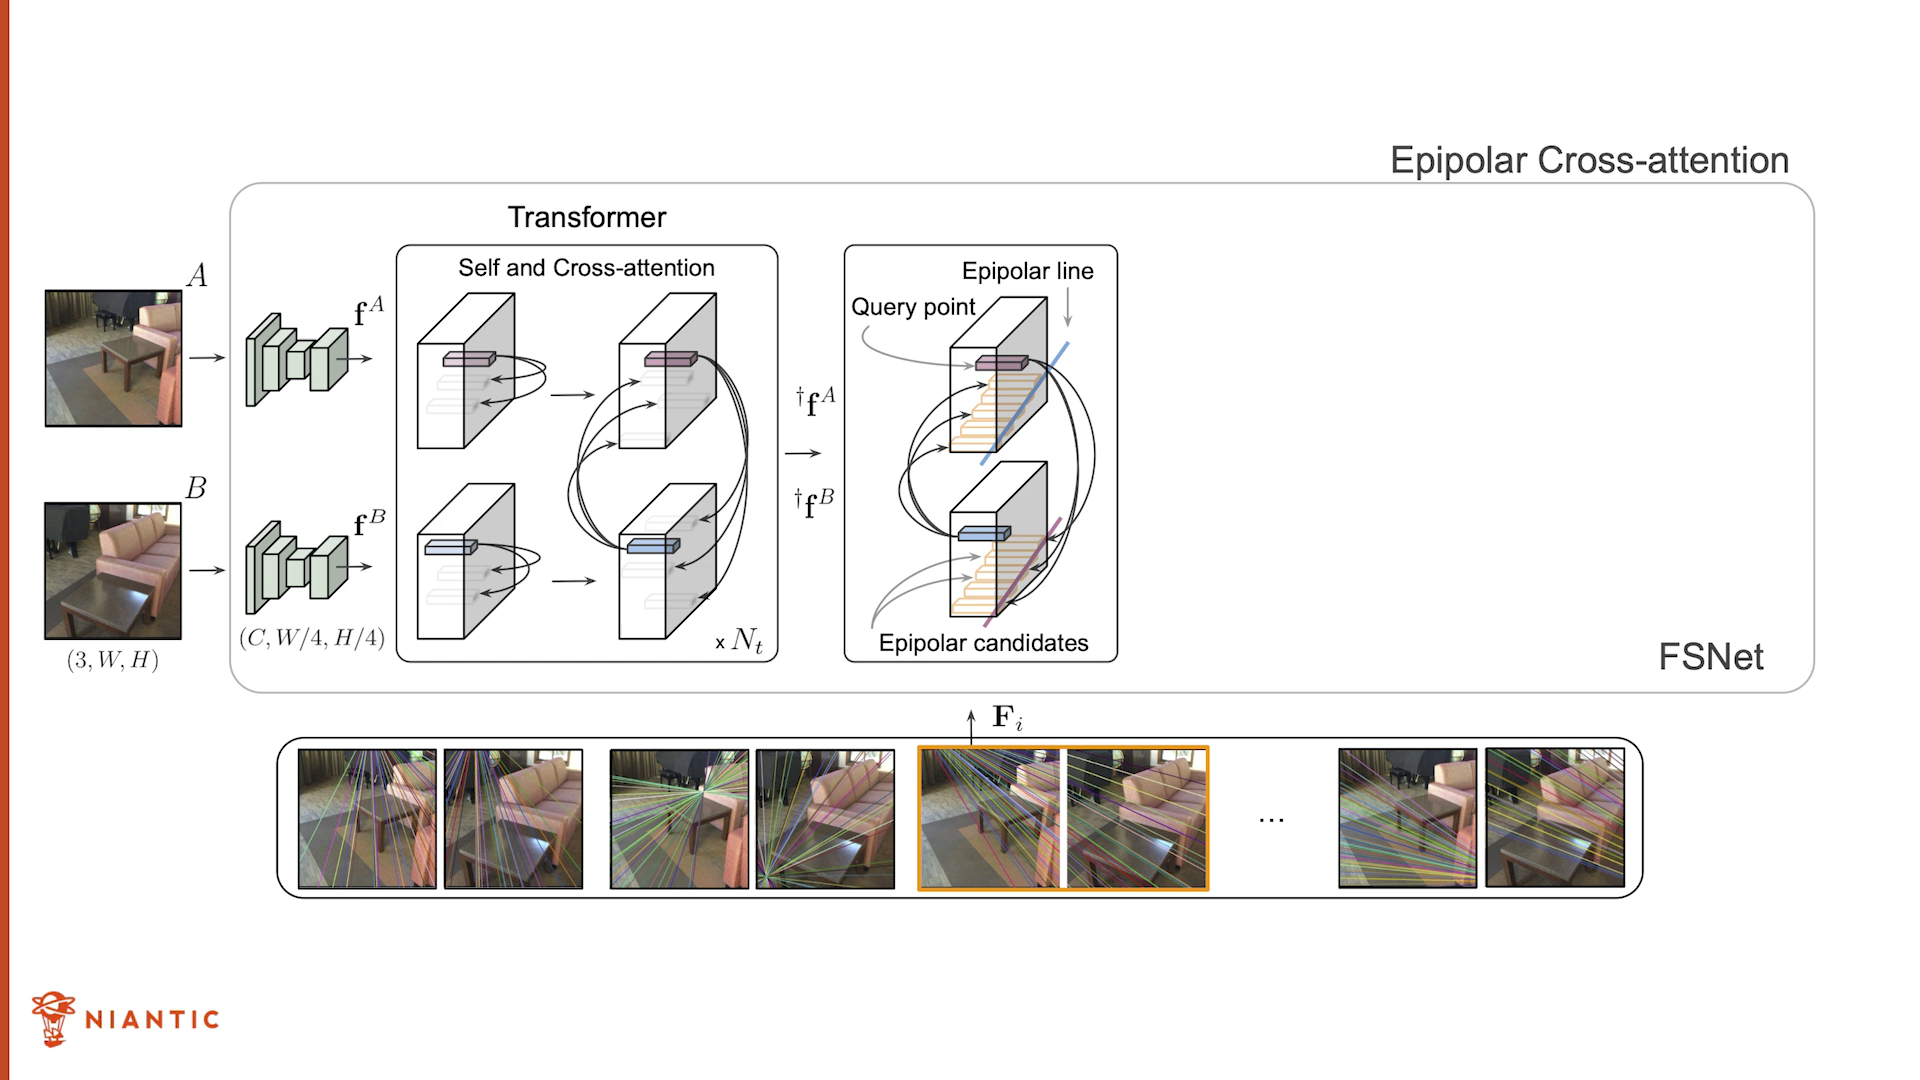 Epipolar Cross-attention
Transformer
Self and Cross-attention
Epipolar line
Query point
A
f^A
†f^A
B
f^B
†f^B
(3, W, H)
(C, W/4, H/4)
x N_t
Epipolar candidates
FSNet
F_i
...
NIANTIC